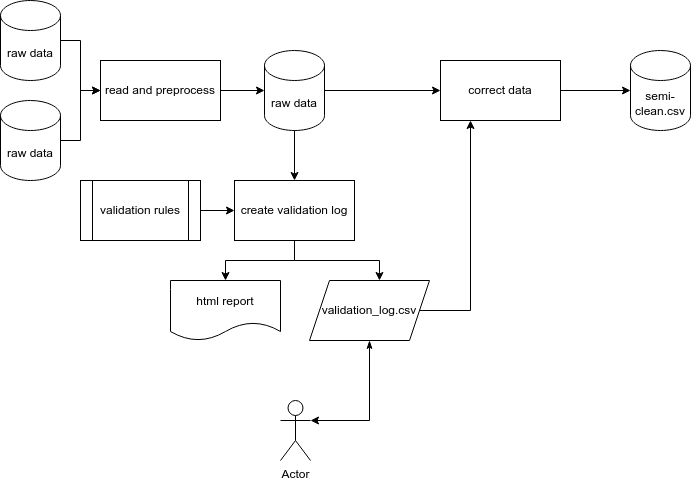 raw data
read and preprocess
raw data
correct data
semi-
clean.csv
raw data
validation rules
create validation log
html report
validation_log.csv
Actor